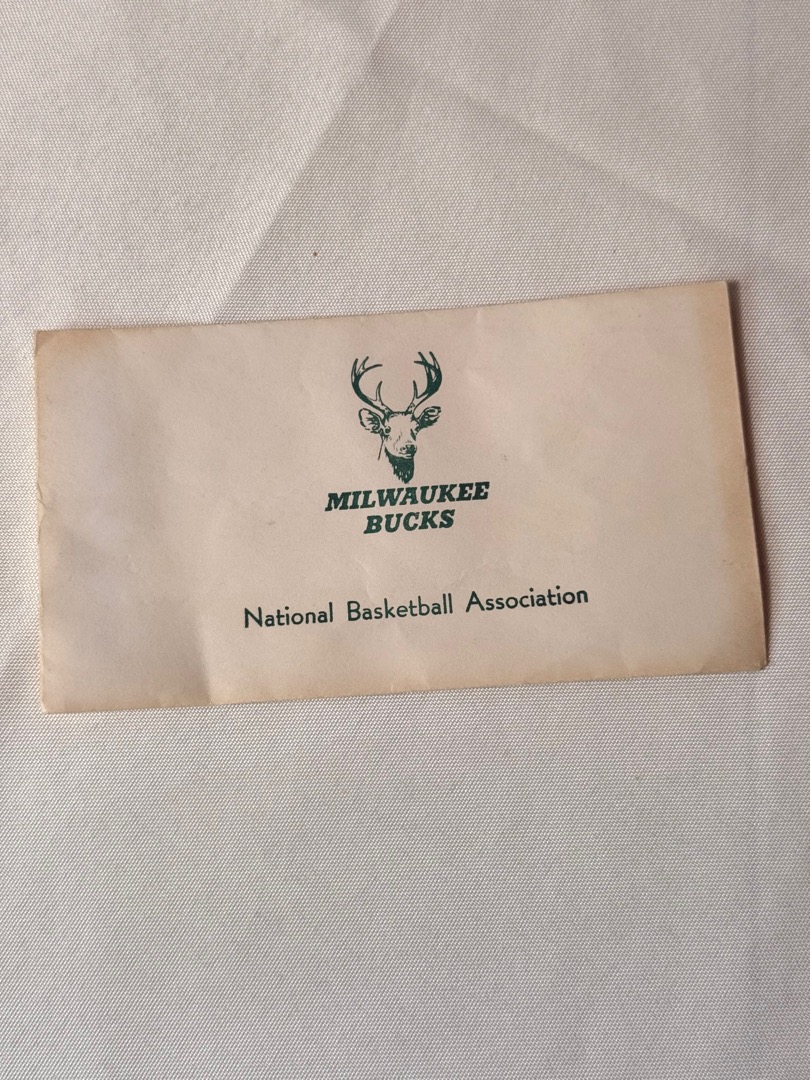 MILWAUKEE
BUCKS
National Basketball Association